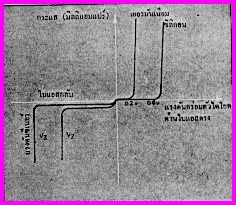 กระแส (มิลลิแอมแปร์)
เยอรมันเนียม
ซิลิกอน
ไบแอสกลับ
0.2 v
0.6 v
แรงดันตกคร่อมตัวไดโอด
ด้านไบแอสตรง
Vz
Vz